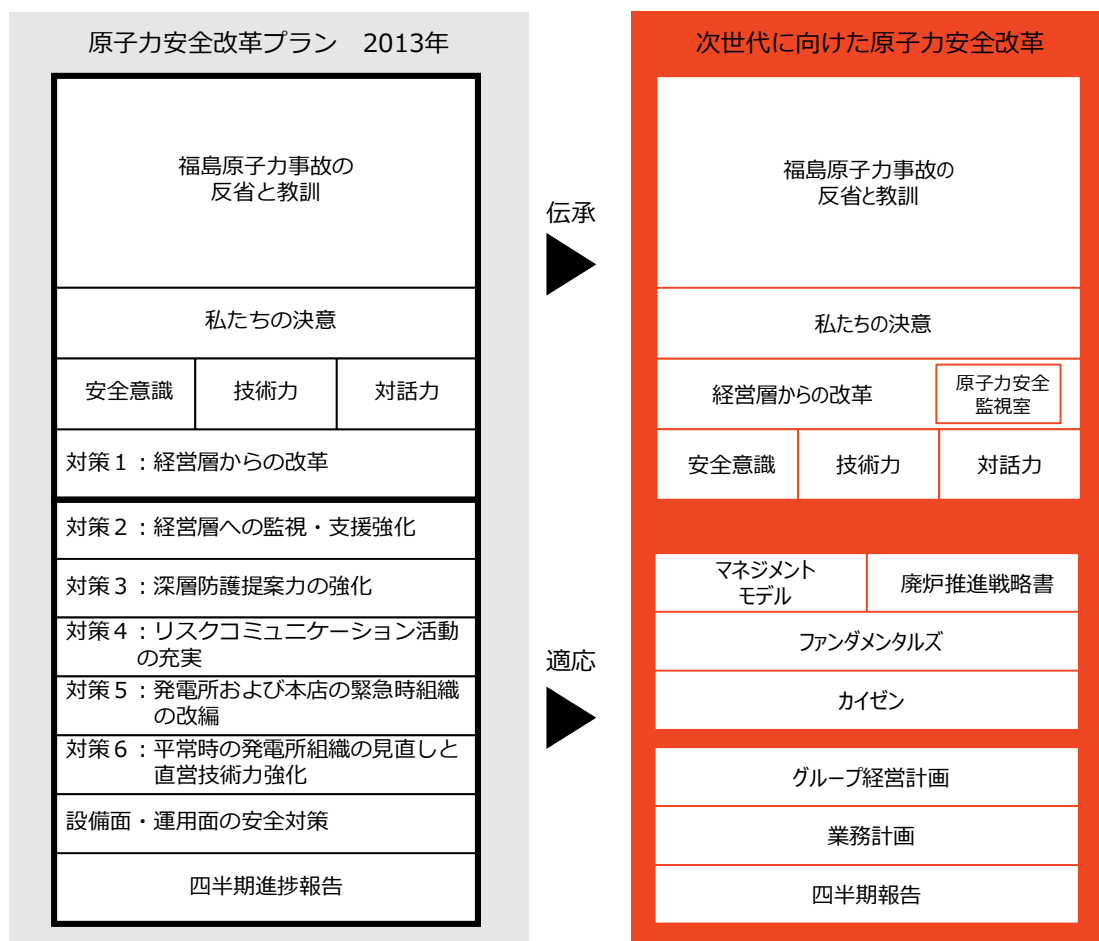 原子力安全改革プラン　2013年
福島原子力事故の
反省と教訓
私たちの決意
安全意識
技術力
対話力
対策１：経営層からの改革
対策２：経営層への監視・支援強化
対策３：深層防護提案力の強化
対策４：リスクコミュニケーション活動
の充実
対策５：発電所および本店の緊急時組織
の改編
対策６：平常時の発電所組織の見直しと
直営技術力強化
設備面・運用面の安全対策
四半期進捗報告
伝承
適応
次世代に向けた原子力安全改革
福島原子力事故の
反省と教訓
私たちの決意
経営層からの改革
原子力安全
監視室
安全意識
技術力
対話力
マネジメント
モデル
廃炉推進戦略書
ファンダメンタルズ
カイゼン
グループ経営計画
業務計画
四半期報告